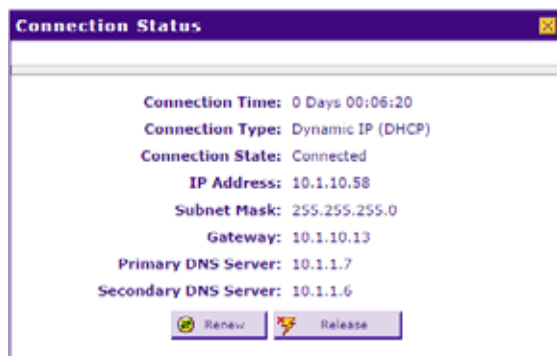 Connection Status
Connection Time: 0 Days 00:06:20
Connection Type: Dynamic IP (DHCP)
Connection State: Connected
IP Address: 10.1.10.58
Subnet Mask: 255.255.255.0
Gateway: 10.1.10.13
Primary DNS Server: 10.1.1.7
Secondary DNS Server: 10.1.1.6
Renew Release